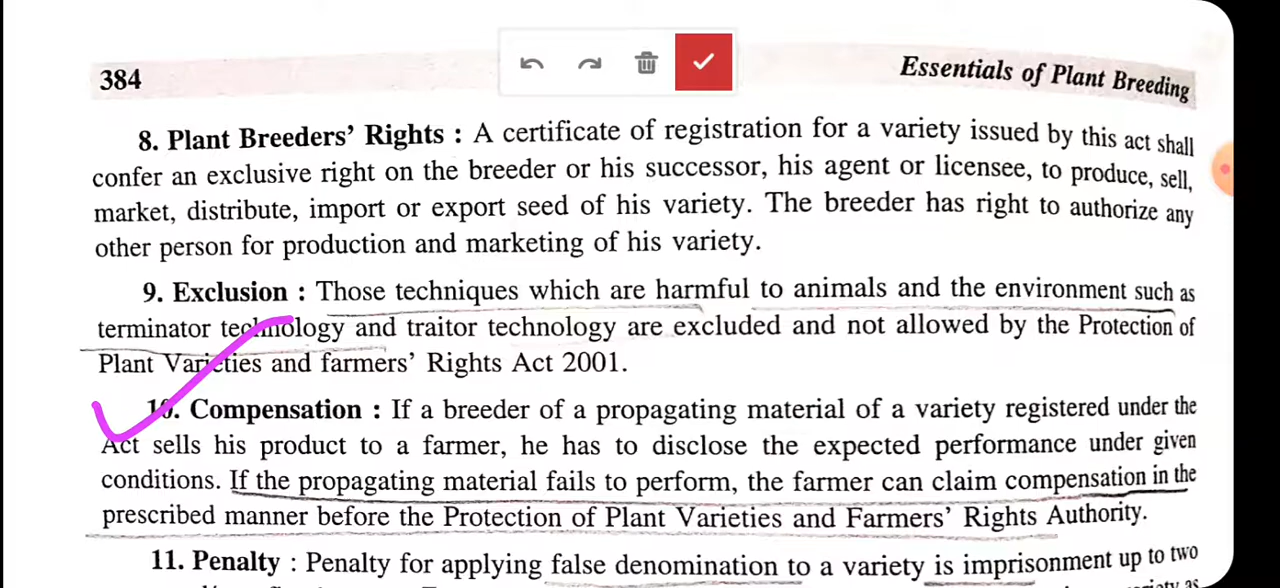 384
Essentials of Plant Breeding
8. Plant Breeders' Rights : A certificate of registration for a variety issued by this act shall
confer an exclusive right on the breeder or his successor, his agent or licensee, to produce, sell,
market, distribute, import or export seed of his variety. The breeder has right to authorize any
other person for production and marketing of his variety.
9. Exclusion : Those techniques which are harmful to animals and the environment such as
terminator technology and traitor technology are excluded and not allowed by the Protection of
Plant Varieties and farmers' Rights Act 2001.
10. Compensation : If a breeder of a propagating material of a variety registered under the
Act sells his product to a farmer, he has to disclose the expected performance under given
conditions. If the propagating material fails to perform, the farmer can claim compensation in the
prescribed manner before the Protection of Plant Varieties and Farmers' Rights Authority.
11. Penalty : Penalty for applying false denomination to a variety is imprisonment up to two